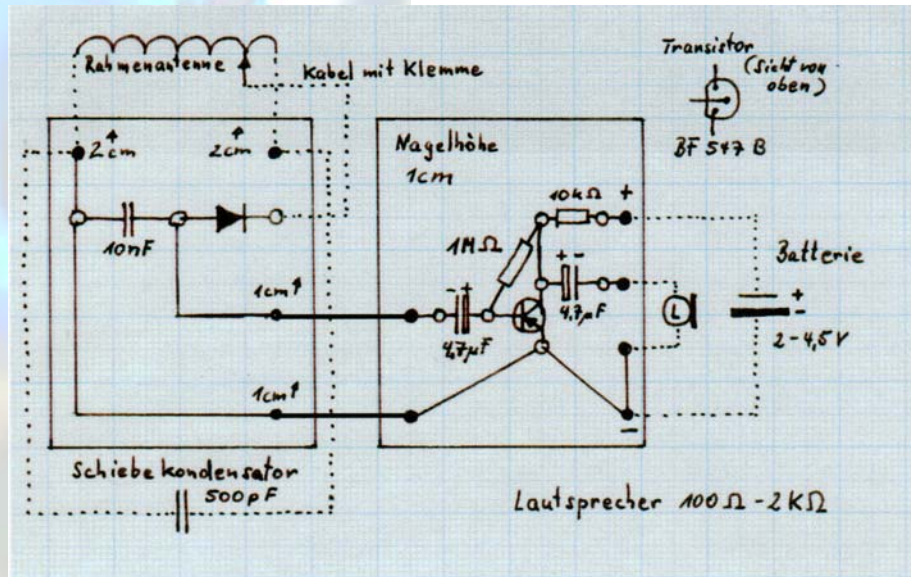 Rahmenantenne
Kabel mit Klemme
Transistor
(Sicht von
oben)
BF 547 B
2cm ↑
2cm ↑
Nagelhöhe
1cm
10nF
10kΩ
+
1MΩ
+ -
Batterie
1cm ↑
- +
4,7µF
4,7µF
L
+
-
2-4,5V
1cm ↑
-
Schiebekondensator
500pF
Lautsprecher 100Ω-2KΩ